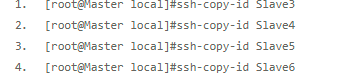 1. [root@Master local]#ssh-copy-id Slave3
2. [root@Master local]#ssh-copy-id Slave4
3. [root@Master local]#ssh-copy-id Slave5
4. [root@Master local]#ssh-copy-id Slave6